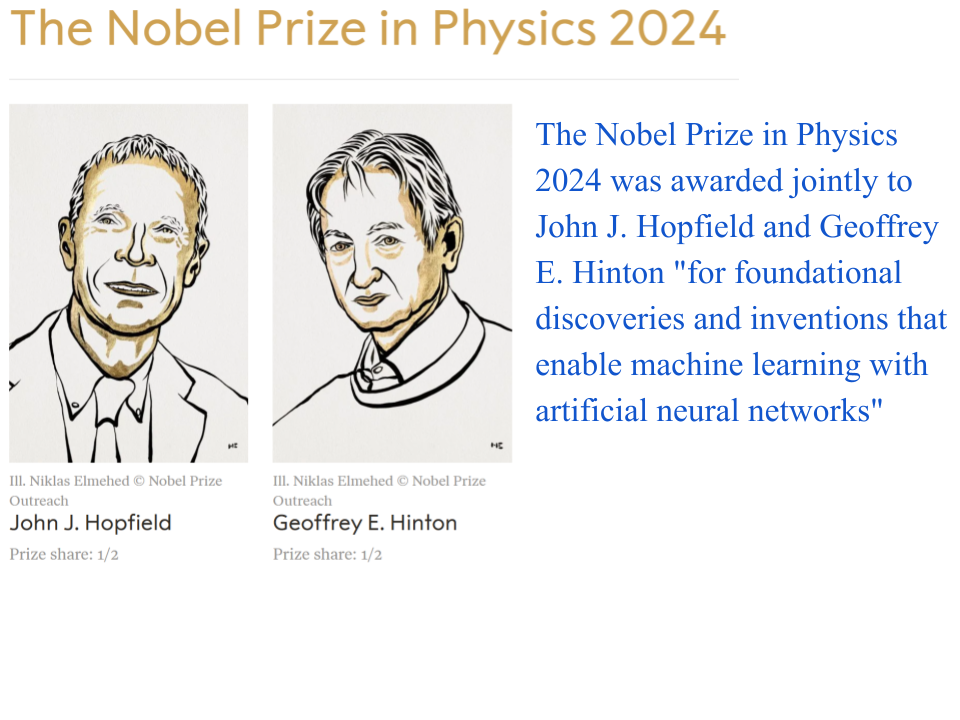 The Nobel Prize in Physics 2024
Ill. Niklas Elmehed © Nobel Prize
Outreach
John J. Hopfield
Prize share: 1/2
Ill. Niklas Elmehed © Nobel Prize
Outreach
Geoffrey E. Hinton
Prize share: 1/2
The Nobel Prize in Physics
2024 was awarded jointly to
John J. Hopfield and Geoffrey
E. Hinton "for foundational
discoveries and inventions that
enable machine learning with
artificial neural networks"